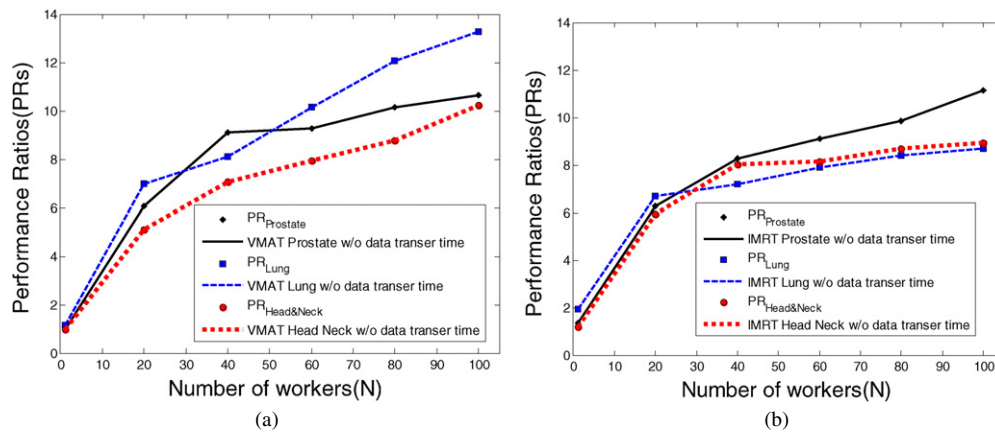 14
12
10
8
6
4
2
0
Performance Ratios(PRs)
PRProstate
VMAT Prostate w/o data transer time
PRLung
VMAT Lung w/o data transer time
PRHead&Neck
VMAT Head Neck w/o data transer time
0 10 20 30 40 50 60 70 80 90 100
Number of workers(N)
(a)
14
12
10
8
6
4
2
0
Performance Ratios(PRs)
PRProstate
IMRT Prostate w/o data transer time
PRLung
IMRT Lung w/o data transer time
PRHead&Neck
IMRT Head Neck w/o data transer time
0 10 20 30 40 50 60 70 80 90 100
Number of workers(N)
(b)